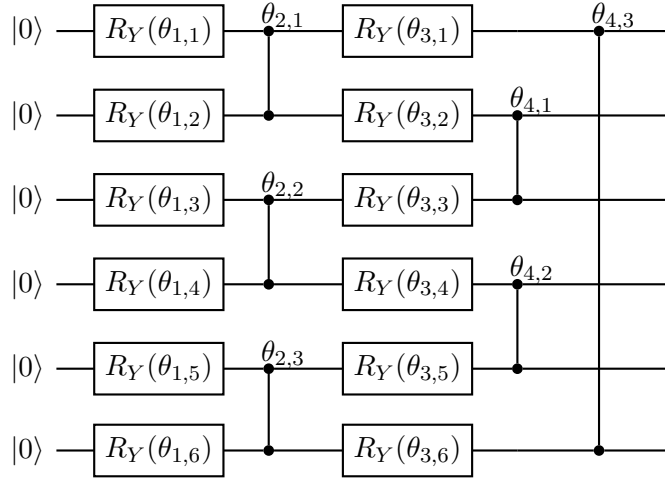 |0⟩ R_Y(θ_{1,1}) θ_{2,1} R_Y(θ_{3,1}) θ_{4,3}
|0⟩ R_Y(θ_{1,2}) R_Y(θ_{3,2}) θ_{4,1}
|0⟩ R_Y(θ_{1,3}) θ_{2,2} R_Y(θ_{3,3})
|0⟩ R_Y(θ_{1,4}) R_Y(θ_{3,4}) θ_{4,2}
|0⟩ R_Y(θ_{1,5}) θ_{2,3} R_Y(θ_{3,5})
|0⟩ R_Y(θ_{1,6}) R_Y(θ_{3,6})